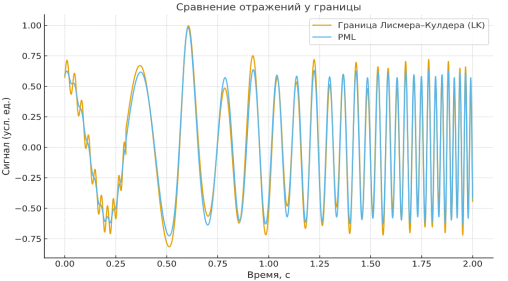 Сравнение отражений у границы
Граница Лисмера–Кулдера (LK)
PML
Сигнал (усл. ед.)
1.00
0.75
0.50
0.25
0.00
−0.25
−0.50
−0.75
0.00 0.25 0.50 0.75 1.00 1.25 1.50 1.75 2.00
Время, с